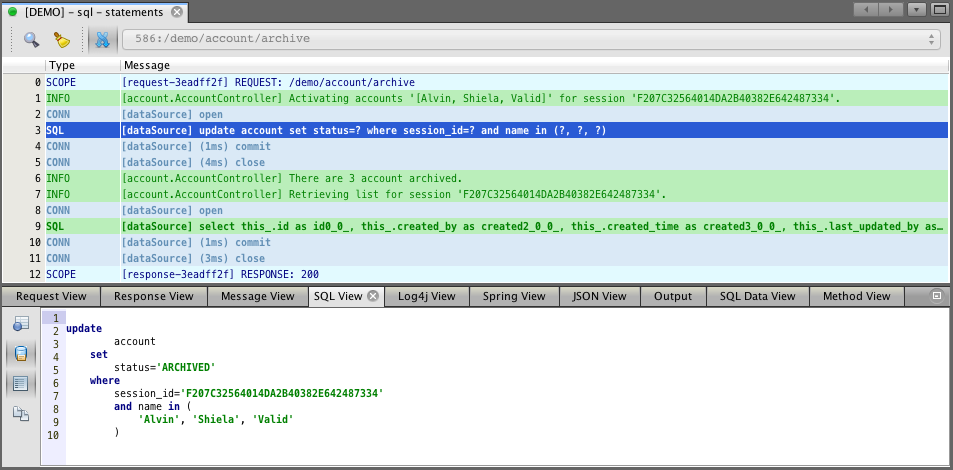 [DEMO] - sql - statements
586:/demo/account/archive
Type Message
0 SCOPE [request-3eadff2f] REQUEST: /demo/account/archive
1 INFO [account.AccountController] Activating accounts '[Alvin, Shiela, Valid]' for session 'F207C32564014DA2B40382E642487334'.
2 CONN [dataSource] open
3 SQL [dataSource] update account set status=? where session_id=? and name in (?, ?, ?)
4 CONN [dataSource] (1ms) commit
5 CONN [dataSource] (4ms) close
6 INFO [account.AccountController] There are 3 account archived.
7 INFO [account.AccountController] Retrieving list for session 'F207C32564014DA2B40382E642487334'.
8 CONN [dataSource] open
9 SQL [dataSource] select this_.id as id0_0_, this_.created_by as created2_0_0_, this_.created_time as created3_0_0_, this_.last_updated_by as…
10 CONN [dataSource] (1ms) commit
11 CONN [dataSource] (3ms) close
12 SCOPE [response-3eadff2f] RESPONSE: 200
Request View Response View Message View SQL View Log4j View Spring View JSON View Output SQL Data View Method View
1
2 update
3 account
4 set
5 status='ARCHIVED'
6 where
7 session_id='F207C32564014DA2B40382E642487334'
8 and name in (
9 'Alvin', 'Shiela', 'Valid'
10 )